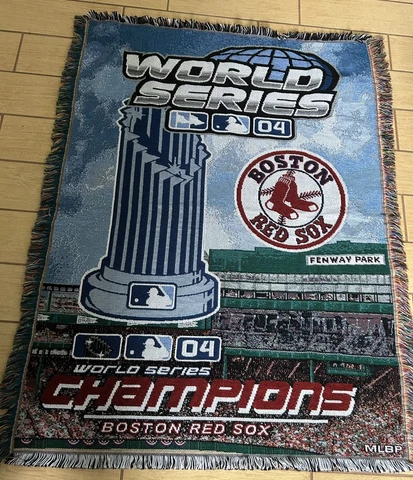 WORLD
SERIES
04
BOSTON
RED SOX
FENWAY PARK
04
WORLD SERIES
CHAMPIONS
BOSTON RED SOX
MLBP